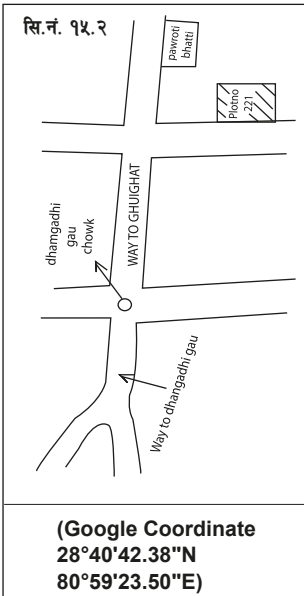 सि.नं. १५.२
pawroti
bhatti
Plotno
221
WAY TO GHUIGHAT
dhamgadhi
gau
chowk
Way to dhangadhi gau
(Google Coordinate
28°40'42.38"N
80°59'23.50"E)